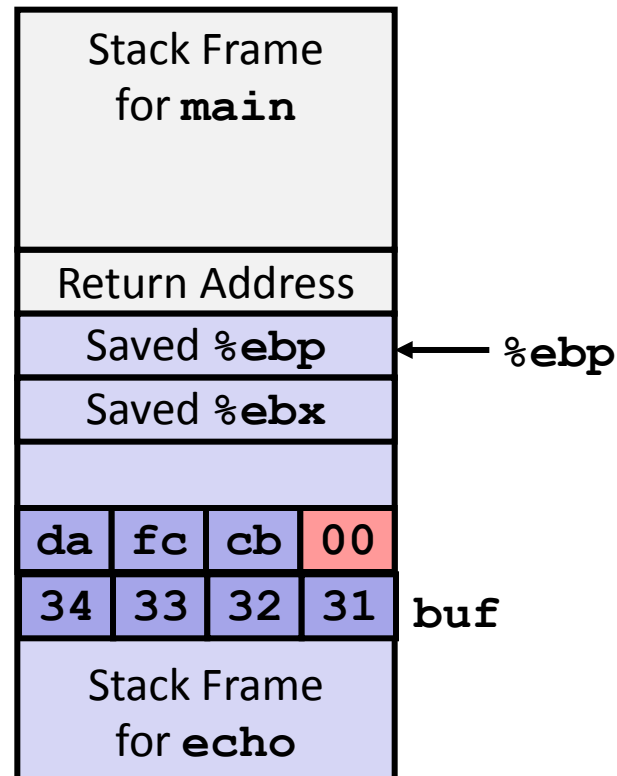 Stack Frame
for main
Return Address
Saved %ebp
%ebp
Saved %ebx
da fc cb 00
34 33 32 31
buf
Stack Frame
for echo